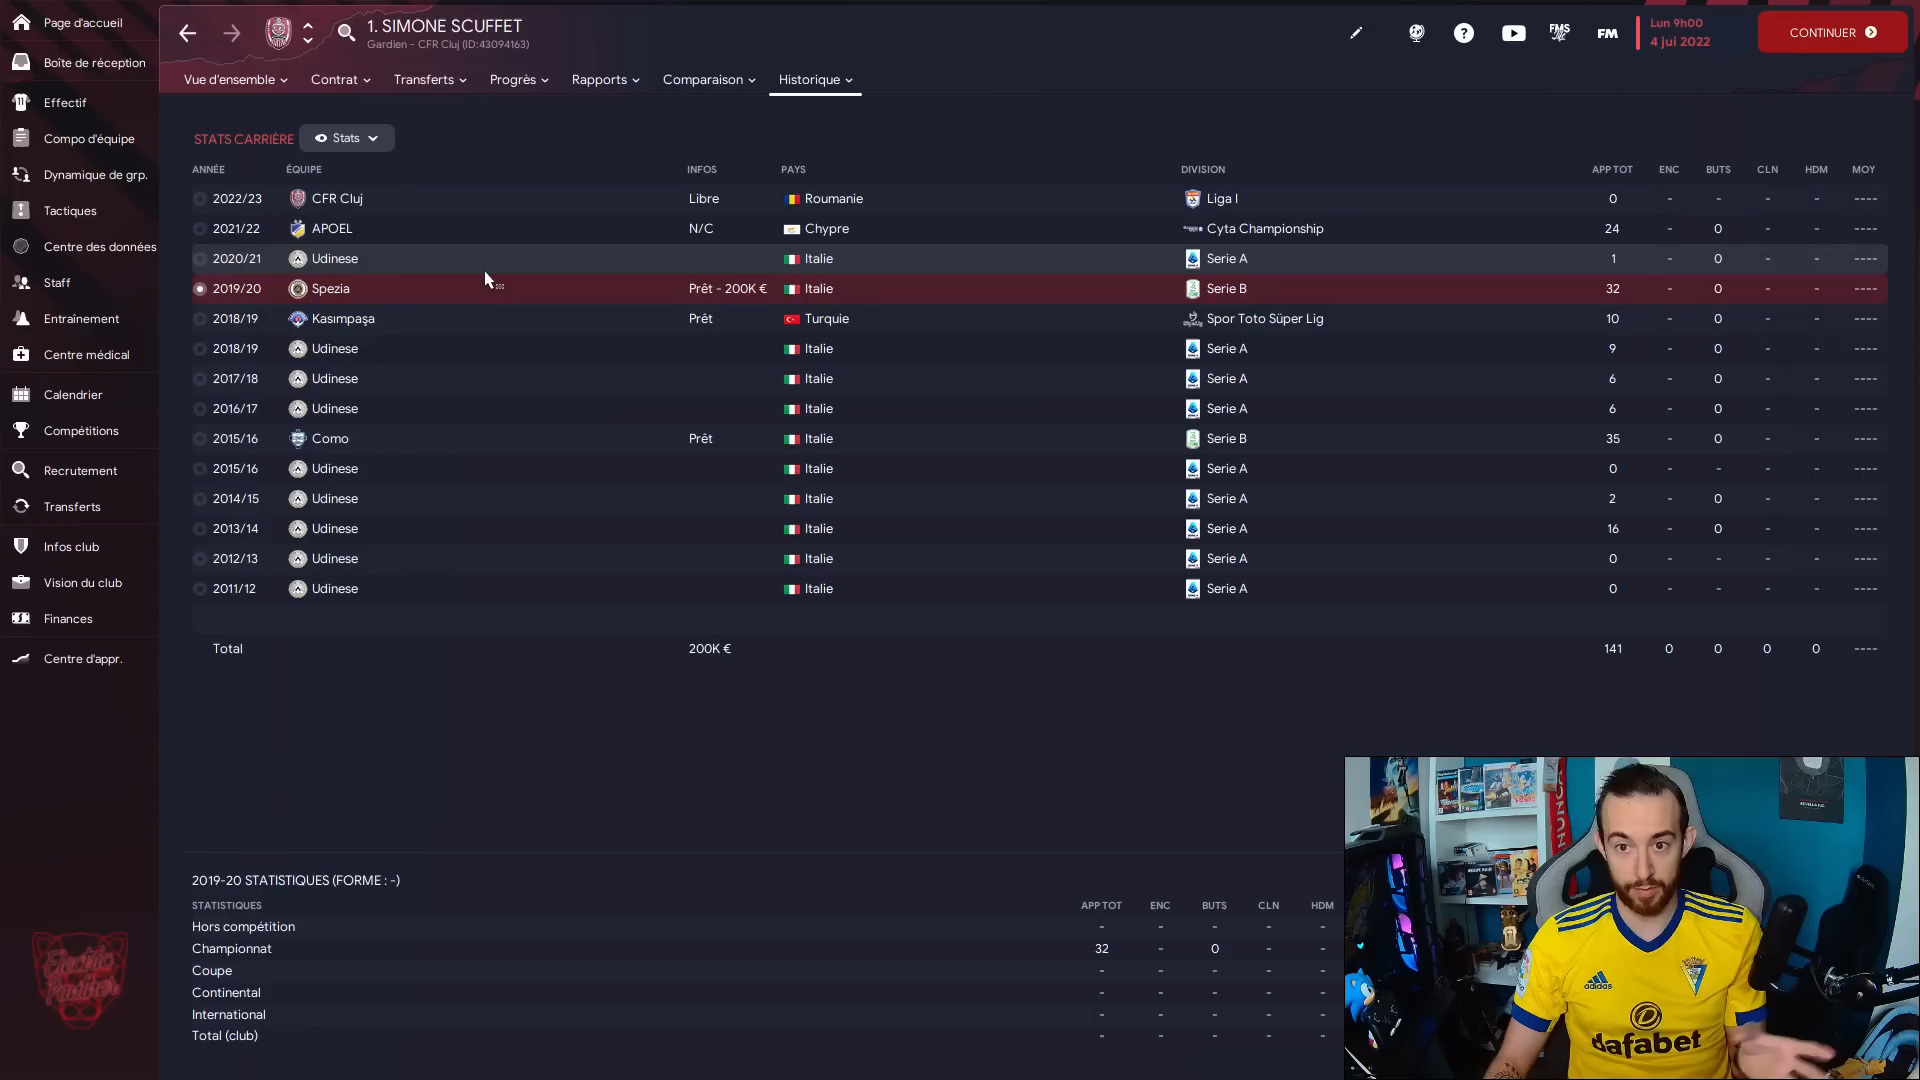 Page d'accueil
Boîte de réception
Effectif
Compo d'équipe
Dynamique de grp.
Tactiques
Centre des données
Staff
Entraînement
Centre médical
Calendrier
Compétitions
Recrutement
Transferts
Infos club
Vision du club
Finances
Centre d'appr.
Electric Panther
1. SIMONE SCUFFET
Gardien - CFR Cluj (ID:43094163)
FMS
FM
Lun 9h00
4 jui 2022
CONTINUER
Vue d'ensemble Contrat Transferts Progrès Rapports Comparaison Historique
STATS CARRIÈRE Stats
ANNÉE ÉQUIPE INFOS PAYS DIVISION APP TOT ENC BUTS CLN HDM MOY
2022/23 CFR Cluj Libre Roumanie Liga I 0 - - - - ----
2021/22 APOEL N/C Chypre Cyta Championship 24 - 0 - - ----
2020/21 Udinese Italie Serie A 1 - 0 - - ----
2019/20 Spezia Prêt - 200K € Italie Serie B 32 - 0 - - ----
2018/19 Kasımpaşa Prêt Turquie Spor Toto Süper Lig 10 - 0 - - ----
2018/19 Udinese Italie Serie A 9 - 0 - - ----
2017/18 Udinese Italie Serie A 6 - 0 - - ----
2016/17 Udinese Italie Serie A 6 - 0 - - ----
2015/16 Como Prêt Italie Serie B 35 - 0 - - ----
2015/16 Udinese Italie Serie A 0 - - - - ----
2014/15 Udinese Italie Serie A 2 - 0 - - ----
2013/14 Udinese Italie Serie A 16 - 0 - - ----
2012/13 Udinese Italie Serie A 0 - - - - ----
2011/12 Udinese Italie Serie A 0 - - - - ----
Total 200K € 141 0 0 0 0 ----
2019-20 STATISTIQUES (FORME : -)
STATISTIQUES APP TOT ENC BUTS CLN HDM
Hors compétition - - - - -
Championnat 32 - 0 - -
Coupe - - - - -
Continental - - - - -
International - - - - -
Total (club) - - - - -
SEVILLA F.C.
adidas
dafabet